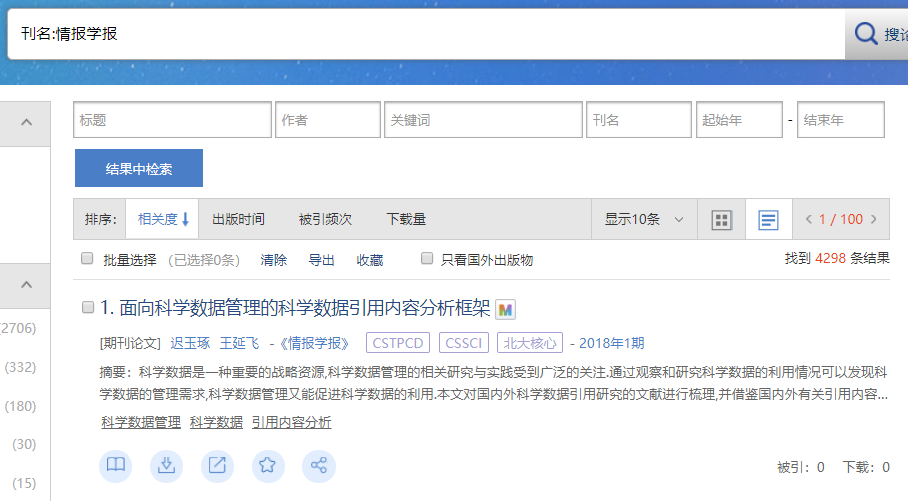 刊名:情报学报 搜论
标题 作者 关键词 刊名 起始年 - 结束年
结果中检索
排序: 相关度 出版时间 被引频次 下载量 显示10条 1 / 100
批量选择 (已选择0条) 清除 导出 收藏 只看国外出版物 找到 4298 条结果
1. 面向科学数据管理的科学数据引用内容分析框架 M
[期刊论文] 迟玉琢 王延飞 -《情报学报》 CSTPCD CSSCI 北大核心 - 2018年1期
摘要：科学数据是一种重要的战略资源,科学数据管理的相关研究与实践受到广泛的关注.通过观察和研究科学数据的利用情况可以发现科
学数据的管理需求,科学数据管理又能促进科学数据的利用.本文对国内外科学数据引用研究的文献进行梳理,并借鉴国内外有关引用内容...
科学数据管理 科学数据 引用内容分析
被引：0 下载：0
2706)
(332)
(180)
(30)
(15)